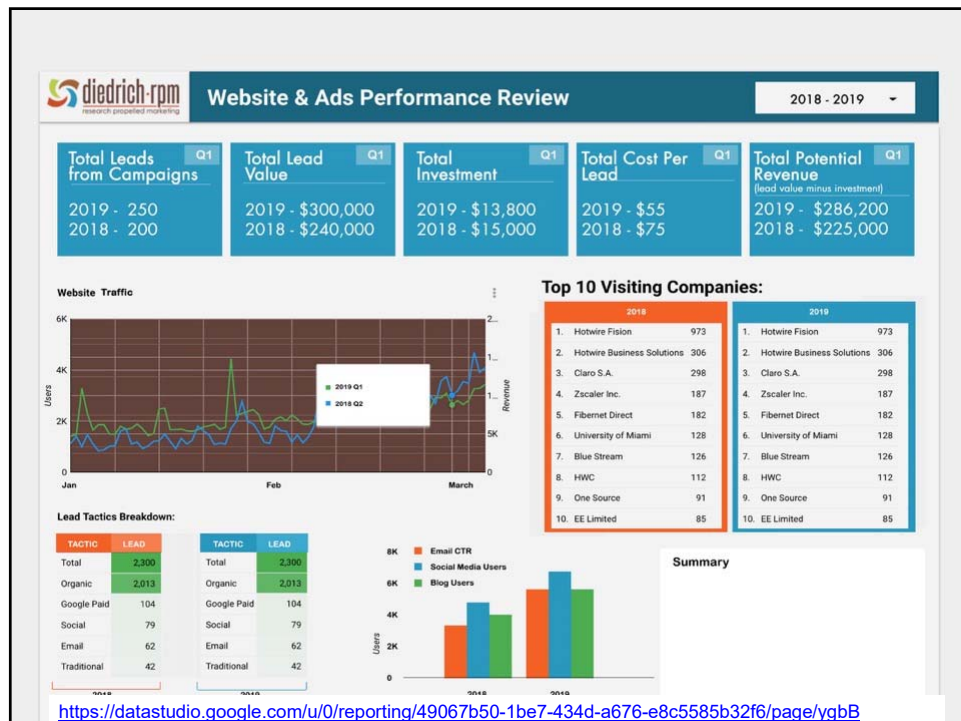 diedrich-rpm
research propelled marketing
Website & Ads Performance Review
2018 - 2019
Total Leads
from Campaigns
Q1
2019 - 250
2018 - 200
Total Lead
Value
Q1
2019 - $300,000
2018 - $240,000
Total
Investment
Q1
2019 - $13,800
2018 - $15,000
Total Cost Per
Lead
Q1
2019 - $55
2018 - $75
Total Potential
Revenue
(lead value minus investment)
Q1
2019 - $286,200
2018 - $225,000
Website Traffic
6K
4K
2K
0
Users
2...
1...
1...
5K
0
Revenue
2019 Q1
2018 Q2
Jan Feb March
Top 10 Visiting Companies:
2018
1. Hotwire Fision 973
2. Hotwire Business Solutions 306
3. Claro S.A. 298
4. Zscaler Inc. 187
5. Fibernet Direct 182
6. University of Miami 128
7. Blue Stream 126
8. HWC 112
9. One Source 91
10. EE Limited 85
2019
1. Hotwire Fision 973
2. Hotwire Business Solutions 306
3. Claro S.A. 298
4. Zscaler Inc. 187
5. Fibernet Direct 182
6. University of Miami 128
7. Blue Stream 126
8. HWC 112
9. One Source 91
10. EE Limited 85
Lead Tactics Breakdown:
TACTIC LEAD
Total 2,300
Organic 2,013
Google Paid 104
Social 79
Email 62
Traditional 42
2018
TACTIC LEAD
Total 2,300
Organic 2,013
Google Paid 104
Social 79
Email 62
Traditional 42
2019
8K
6K
4K
2K
0
Users
Email CTR
Social Media Users
Blog Users
2018 2019
Summary
https://datastudio.google.com/u/0/reporting/49067b50-1be7-434d-a676-e8c5585b32f6/page/ygbB